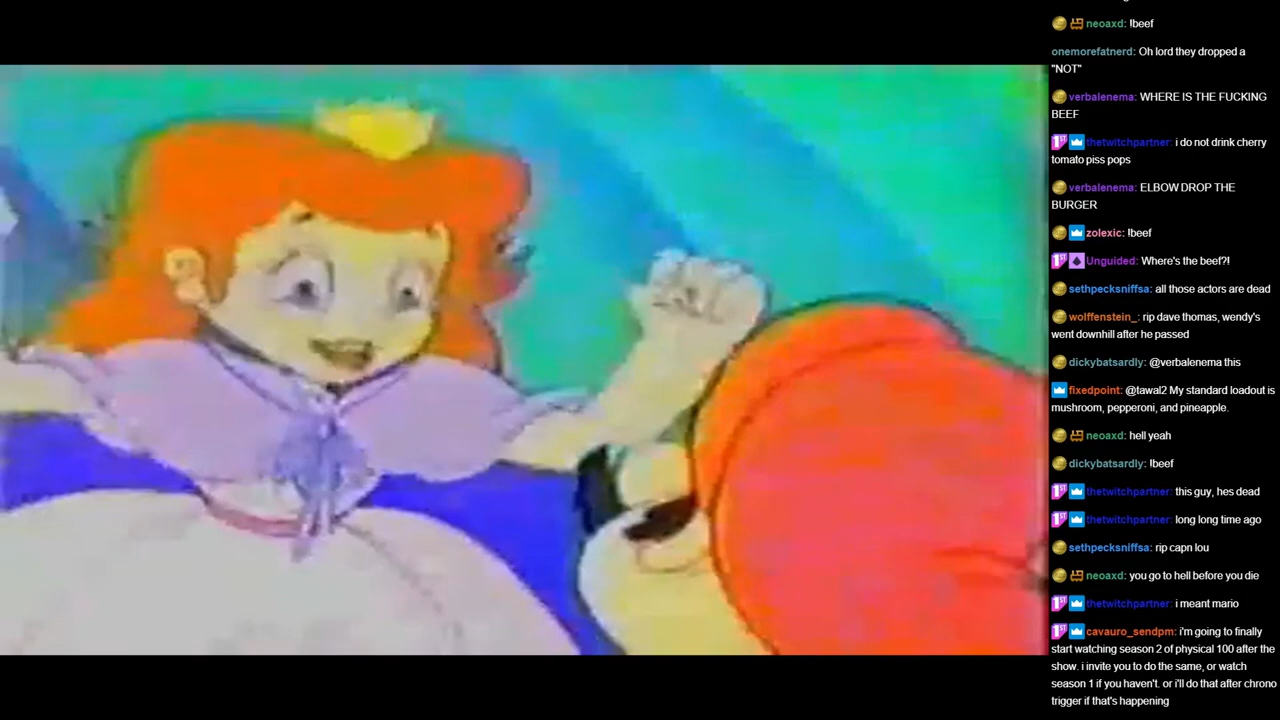 neoaxd: !beef
onemorefatnerd: Oh lord they dropped a
"NOT"
verbalenema: WHERE IS THE FUCKING
BEEF
thetwitchpartner: i do not drink cherry
tomato piss pops
verbalenema: ELBOW DROP THE
BURGER
zolexic: !beef
Unguided: Where's the beef?!
sethpecksniffsa: all those actors are dead
wolffenstein_: rip dave thomas, wendy's
went downhill after he passed
dickybatsardly: @verbalenema this
fixedpoint: @tawal2 My standard loadout is
mushroom, pepperoni, and pineapple.
neoaxd: hell yeah
dickybatsardly: !beef
thetwitchpartner: this guy, hes dead
thetwitchpartner: long long time ago
sethpecksniffsa: rip capn lou
neoaxd: you go to hell before you die
thetwitchpartner: i meant mario
cavauro_sendpm: i'm going to finally
start watching season 2 of physical 100 after the
show. i invite you to do the same, or watch
season 1 if you haven't. or i'll do that after chrono
trigger if that's happening